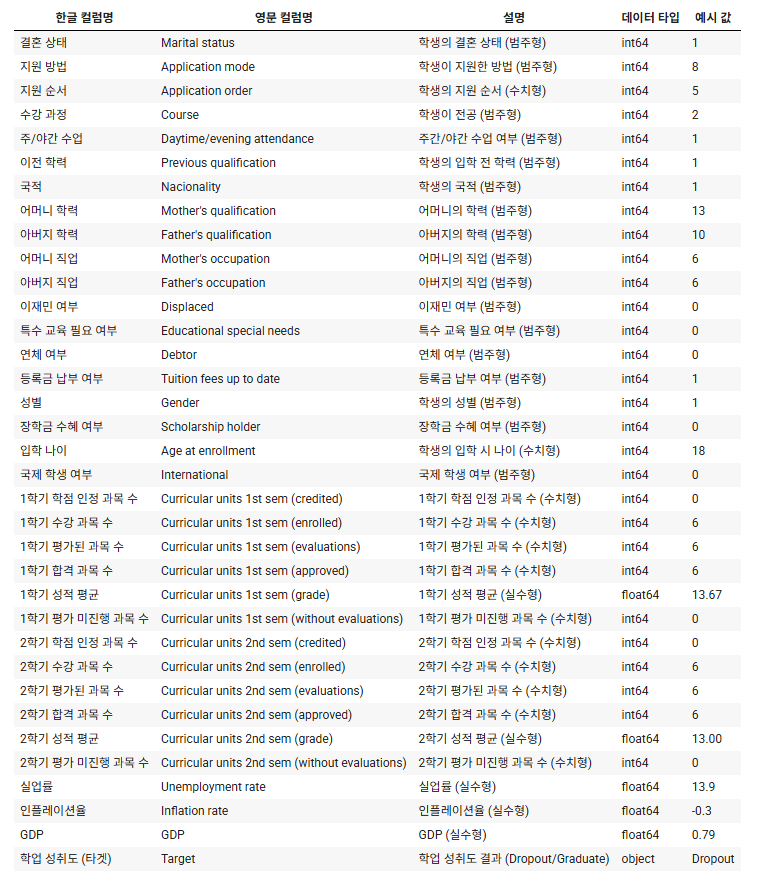 한글 컬럼명 영문 컬럼명 설명 데이터 타입 예시 값
결혼 상태 Marital status 학생의 결혼 상태 (범주형) int64 1
지원 방법 Application mode 학생이 지원한 방법 (범주형) int64 8
지원 순서 Application order 학생의 지원 순서 (수치형) int64 5
수강 과정 Course 학생이 전공 (범주형) int64 2
주/야간 수업 Daytime/evening attendance 주간/야간 수업 여부 (범주형) int64 1
이전 학력 Previous qualification 학생의 입학 전 학력 (범주형) int64 1
국적 Nacionality 학생의 국적 (범주형) int64 1
어머니 학력 Mother's qualification 어머니의 학력 (범주형) int64 13
아버지 학력 Father's qualification 아버지의 학력 (범주형) int64 10
어머니 직업 Mother's occupation 어머니의 직업 (범주형) int64 6
아버지 직업 Father's occupation 아버지의 직업 (범주형) int64 6
이재민 여부 Displaced 이재민 여부 (범주형) int64 0
특수 교육 필요 여부 Educational special needs 특수 교육 필요 여부 (범주형) int64 0
연체 여부 Debtor 연체 여부 (범주형) int64 0
등록금 납부 여부 Tuition fees up to date 등록금 납부 여부 (범주형) int64 1
성별 Gender 학생의 성별 (범주형) int64 1
장학금 수혜 여부 Scholarship holder 장학금 수혜 여부 (범주형) int64 0
입학 나이 Age at enrollment 학생의 입학 시 나이 (수치형) int64 18
국제 학생 여부 International 국제 학생 여부 (범주형) int64 0
1학기 학점 인정 과목 수 Curricular units 1st sem (credited) 1학기 학점 인정 과목 수 (수치형) int64 0
1학기 수강 과목 수 Curricular units 1st sem (enrolled) 1학기 수강 과목 수 (수치형) int64 6
1학기 평가된 과목 수 Curricular units 1st sem (evaluations) 1학기 평가된 과목 수 (수치형) int64 6
1학기 합격 과목 수 Curricular units 1st sem (approved) 1학기 합격 과목 수 (수치형) int64 6
1학기 성적 평균 Curricular units 1st sem (grade) 1학기 성적 평균 (실수형) float64 13.67
1학기 평가 미진행 과목 수 Curricular units 1st sem (without evaluations) 1학기 평가 미진행 과목 수 (수치형) int64 0
2학기 학점 인정 과목 수 Curricular units 2nd sem (credited) 2학기 학점 인정 과목 수 (수치형) int64 0
2학기 수강 과목 수 Curricular units 2nd sem (enrolled) 2학기 수강 과목 수 (수치형) int64 6
2학기 평가된 과목 수 Curricular units 2nd sem (evaluations) 2학기 평가된 과목 수 (수치형) int64 6
2학기 합격 과목 수 Curricular units 2nd sem (approved) 2학기 합격 과목 수 (수치형) int64 6
2학기 성적 평균 Curricular units 2nd sem (grade) 2학기 성적 평균 (실수형) float64 13.00
2학기 평가 미진행 과목 수 Curricular units 2nd sem (without evaluations) 2학기 평가 미진행 과목 수 (수치형) int64 0
실업률 Unemployment rate 실업률 (실수형) float64 13.9
인플레이션율 Inflation rate 인플레이션율 (실수형) float64 -0.3
GDP GDP GDP (실수형) float64 0.79
학업 성취도 (타겟) Target 학업 성취도 결과 (Dropout/Graduate) object Dropout